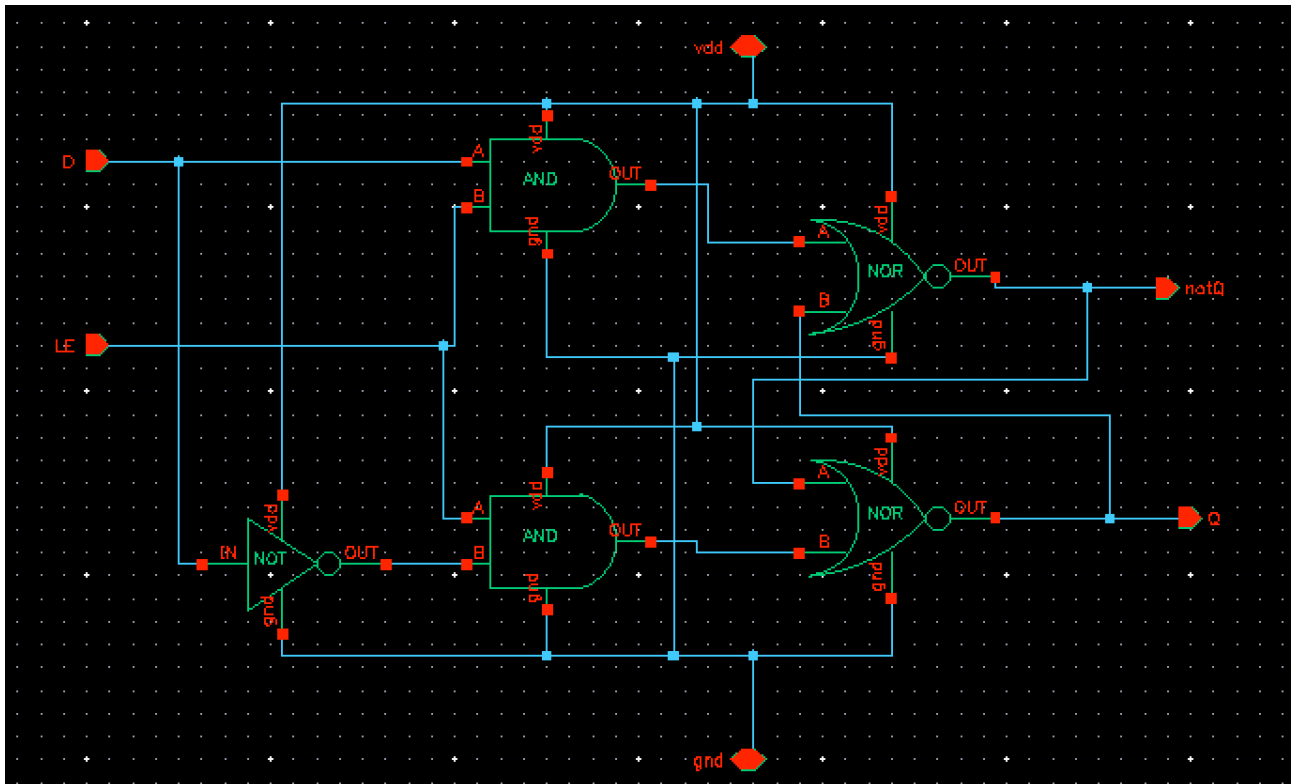 vdd
D
A
vdd
AND
OUT
B
gnd
vdd
A
NOR
OUT
B
gnd
notQ
LE
vdd
A
NOR
OUT
B
gnd
Q
vdd
A
AND
OUT
B
gnd
vdd
IN
NOT
OUT
gnd
gnd